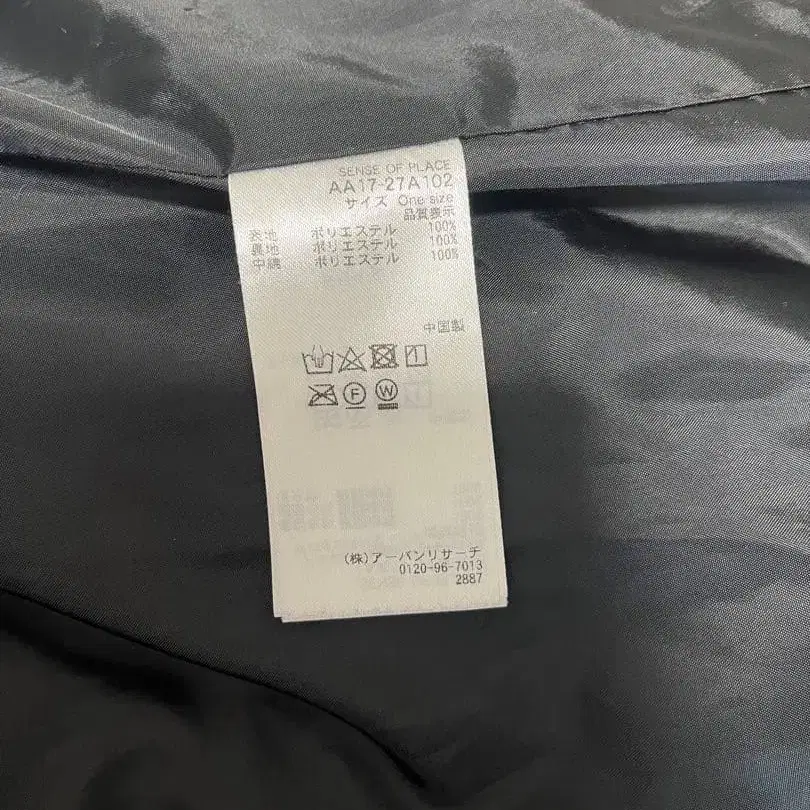 SENSE OF PLACE
AA17-27A102
サイズ One size
品質表示
表地 ポリエステル 100%
裏地 ポリエステル 100%
中綿 ポリエステル 100%
中国製
F W
(株)アーバンリサーチ
0120-96-7013
2887